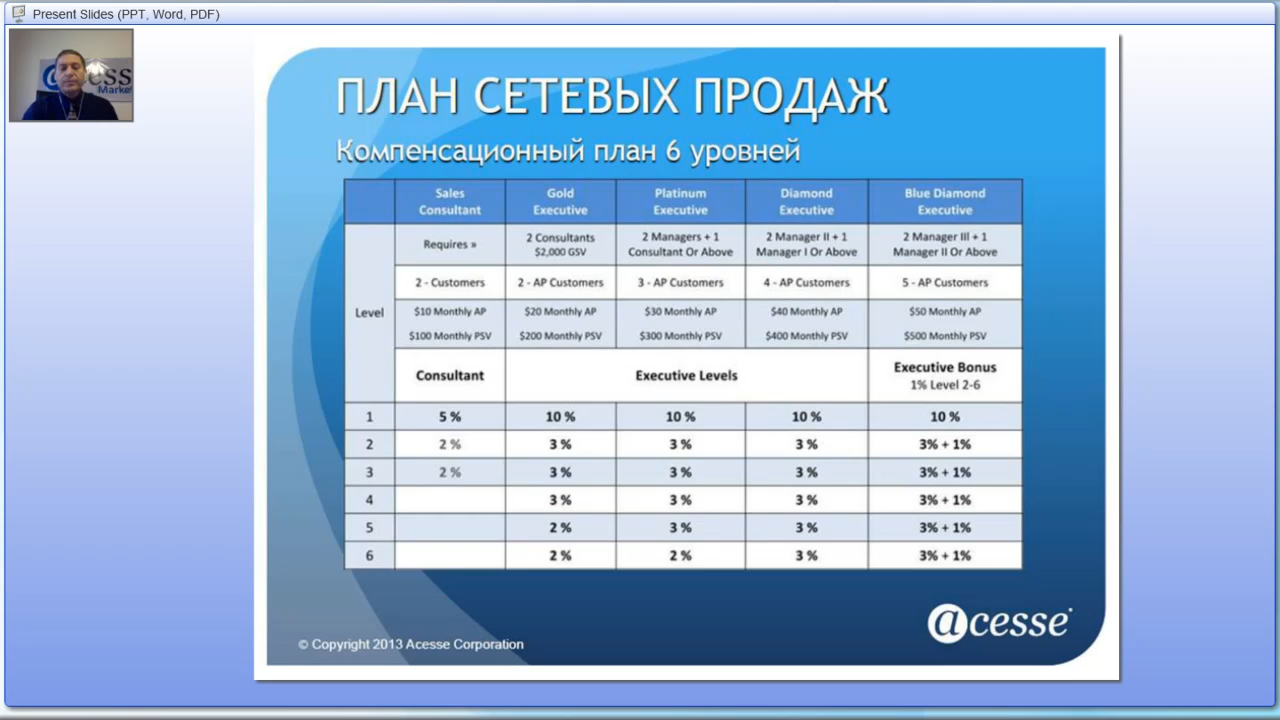 Present Slides (PPT, Word, PDF)
@cesse
Market
ПЛАН СЕТЕВЫХ ПРОДАЖ
Компенсационный план 6 уровней
Sales Consultant Gold Executive Platinum Executive Diamond Executive Blue Diamond Executive
Level
Requires » 2 Consultants $2,000 GSV 2 Managers + 1 Consultant Or Above 2 Manager II + 1 Manager I Or Above 2 Manager III + 1 Manager II Or Above
2 - Customers 2 - AP Customers 3 - AP Customers 4 - AP Customers 5 - AP Customers
$10 Monthly AP $20 Monthly AP $30 Monthly AP $40 Monthly AP $50 Monthly AP
$100 Monthly PSV $200 Monthly PSV $300 Monthly PSV $400 Monthly PSV $500 Monthly PSV
Consultant Executive Levels Executive Bonus 1% Level 2-6
1 5 % 10 % 10 % 10 % 10 %
2 2 % 3 % 3 % 3 % 3% + 1%
3 2 % 3 % 3 % 3 % 3% + 1%
4 3 % 3 % 3 % 3% + 1%
5 2 % 3 % 3 % 3% + 1%
6 2 % 2 % 3 % 3% + 1%
© Copyright 2013 Acesse Corporation
@cesse